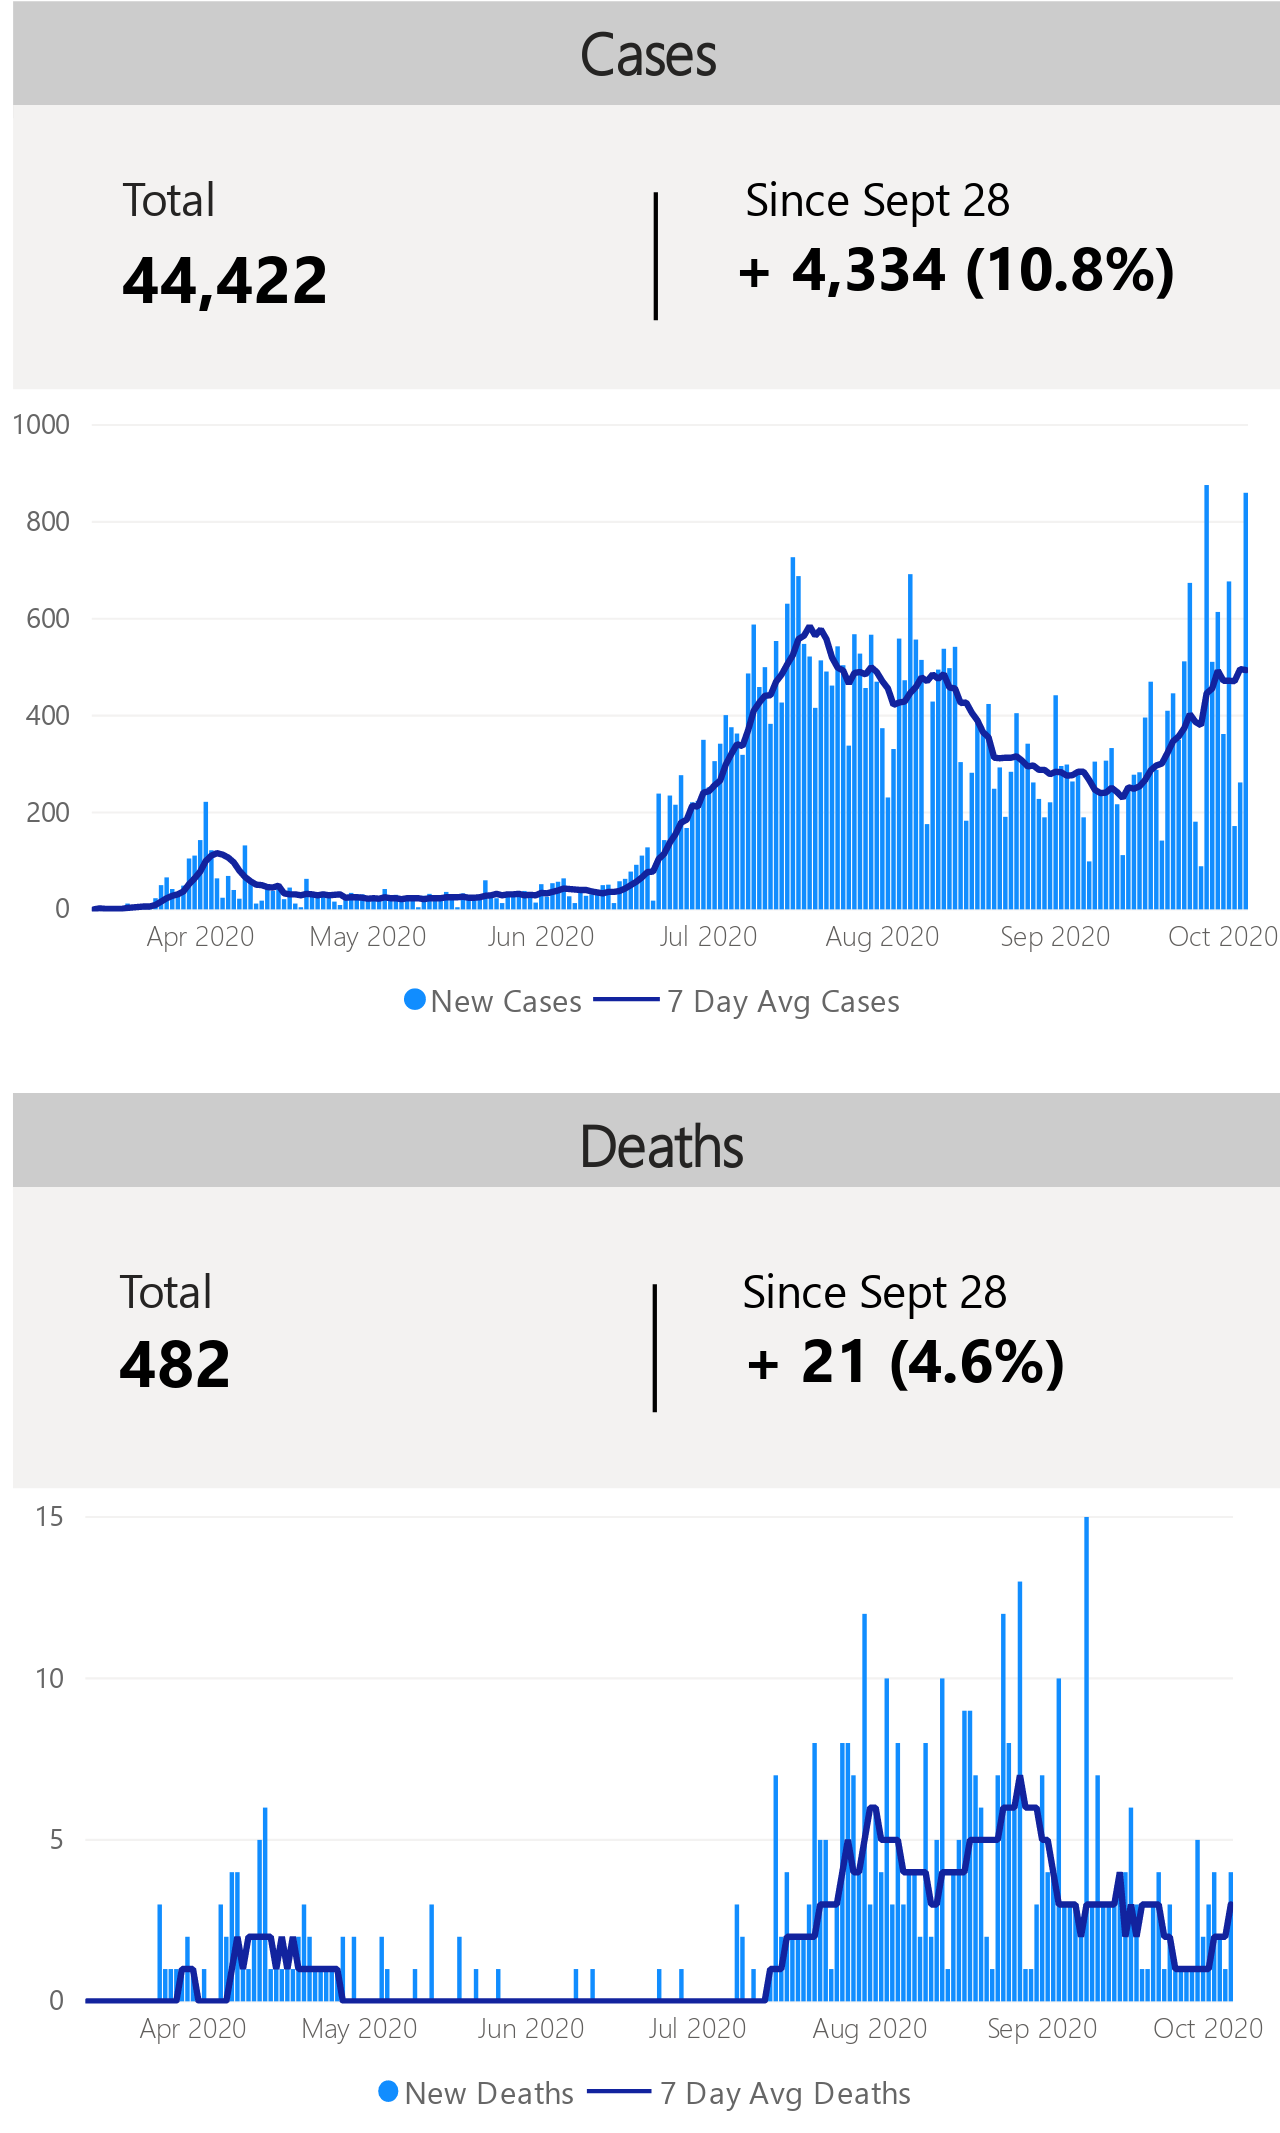 Cases
Total
Since Sept 28
44,422
+ 4,334 (10.8%)
1000
800
600
400
200
0
Apr 2020 May 2020 Jun 2020 Jul 2020 Aug 2020 Sep 2020 Oct 2020
New Cases 7 Day Avg Cases
Deaths
Total
Since Sept 28
482
+ 21 (4.6%)
15
10
5
0
Apr 2020 May 2020 Jun 2020 Jul 2020 Aug 2020 Sep 2020 Oct 2020
New Deaths 7 Day Avg Deaths